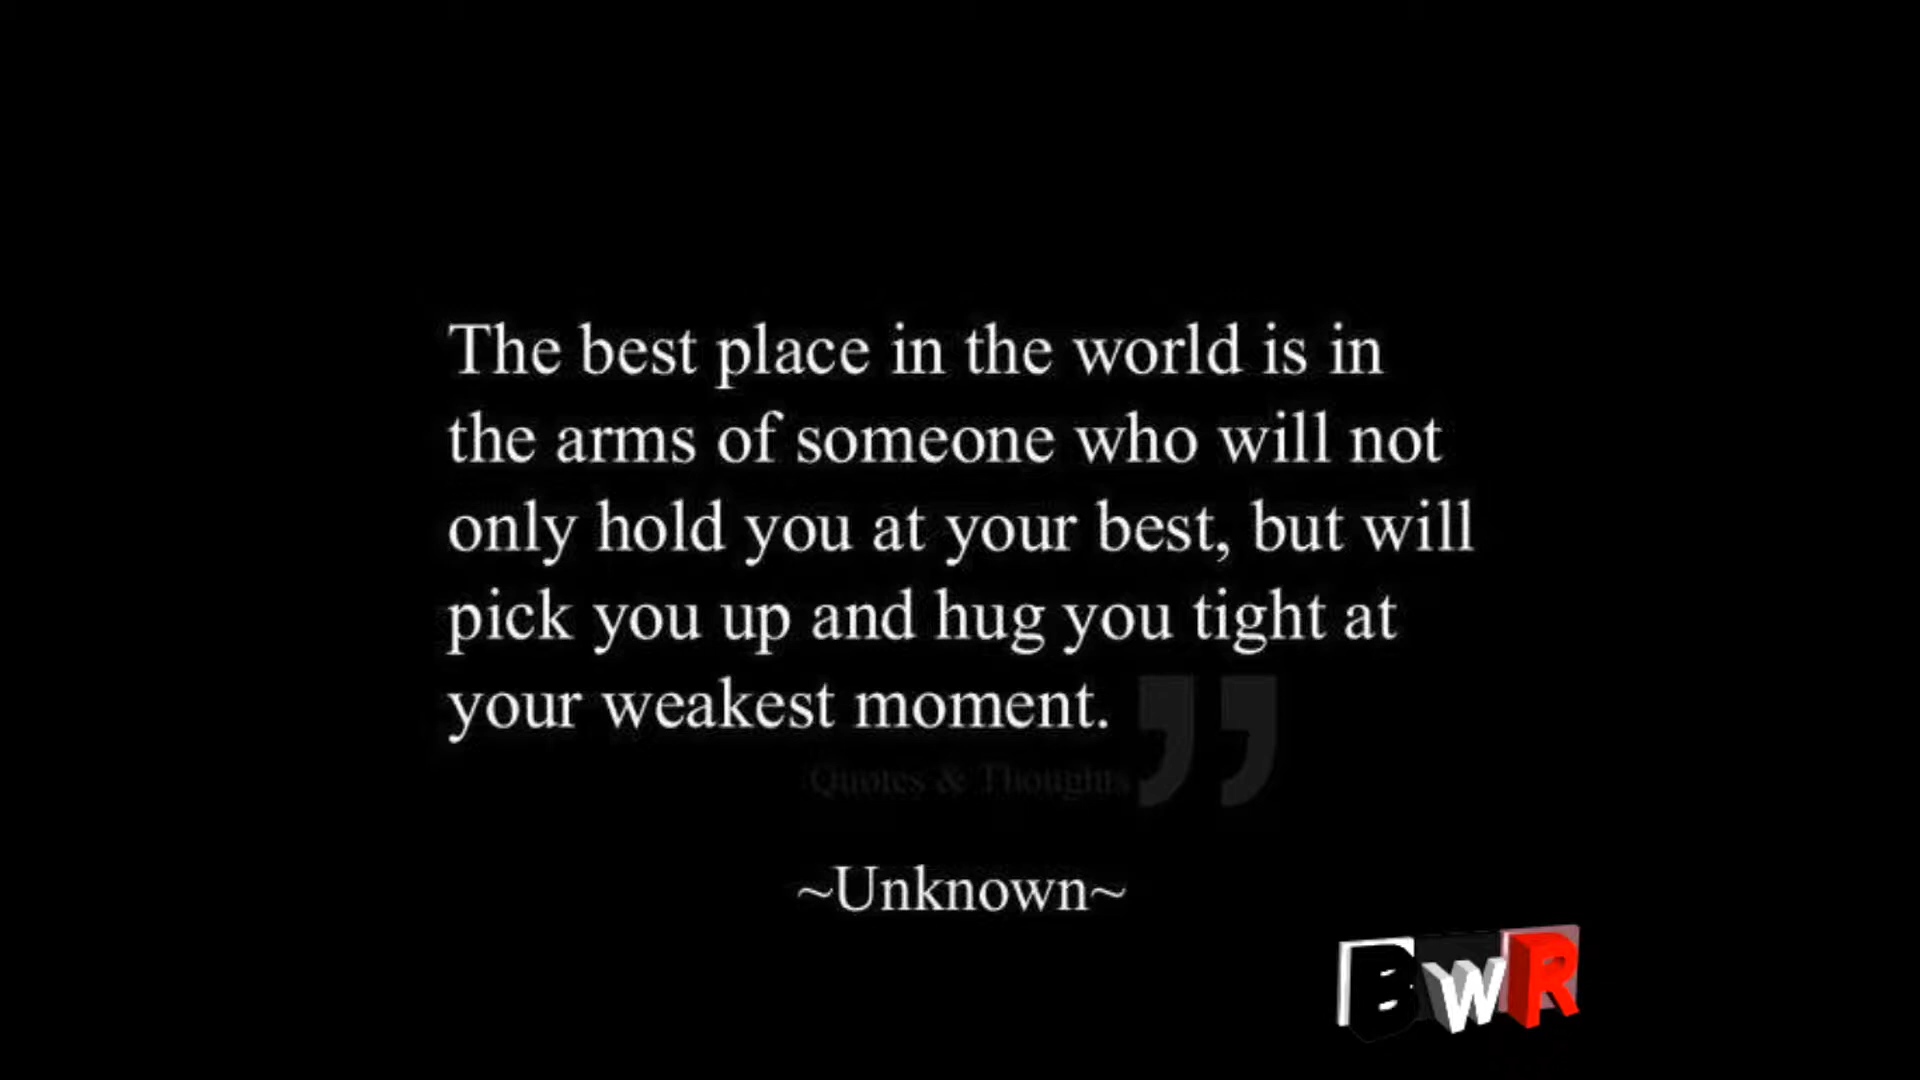 The best place in the world is in
the arms of someone who will not
only hold you at your best, but will
pick you up and hug you tight at
your weakest moment.
Quotes & Thoughts
~Unknown~
BWR